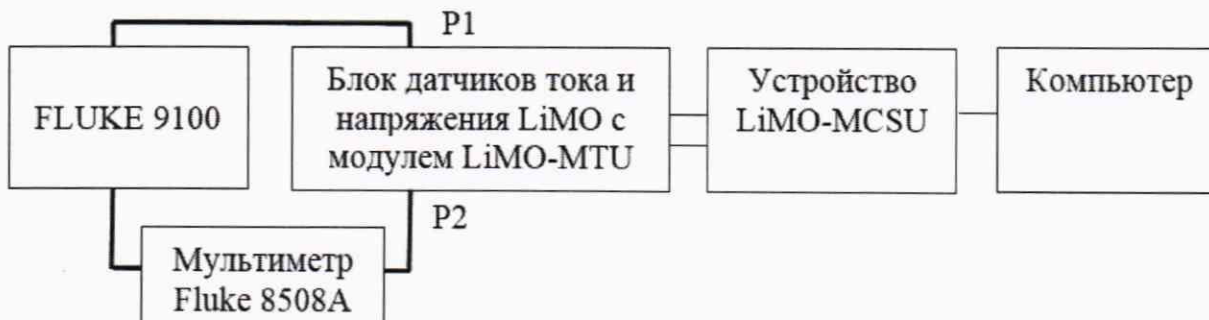 P1
FLUKE 9100
Блок датчиков тока и
напряжения LiMO с
модулем LiMO-MTU
Устройство
LiMO-MCSU
Компьютер
P2
Мультиметр
Fluke 8508A